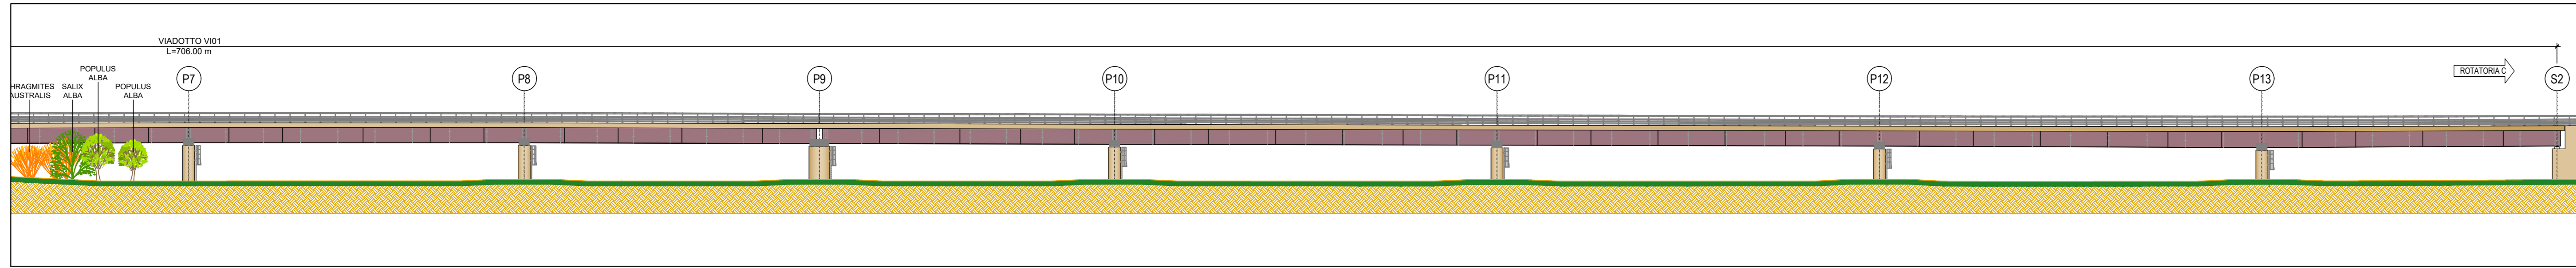 VIADOTTO VI01
L=706.00 m
POPULUS
ALBA
HRAGMITES
AUSTRALIS
SALIX
ALBA
POPULUS
ALBA
P7
P8
P9
P10
P11
P12
P13
ROTATORIA C
S2